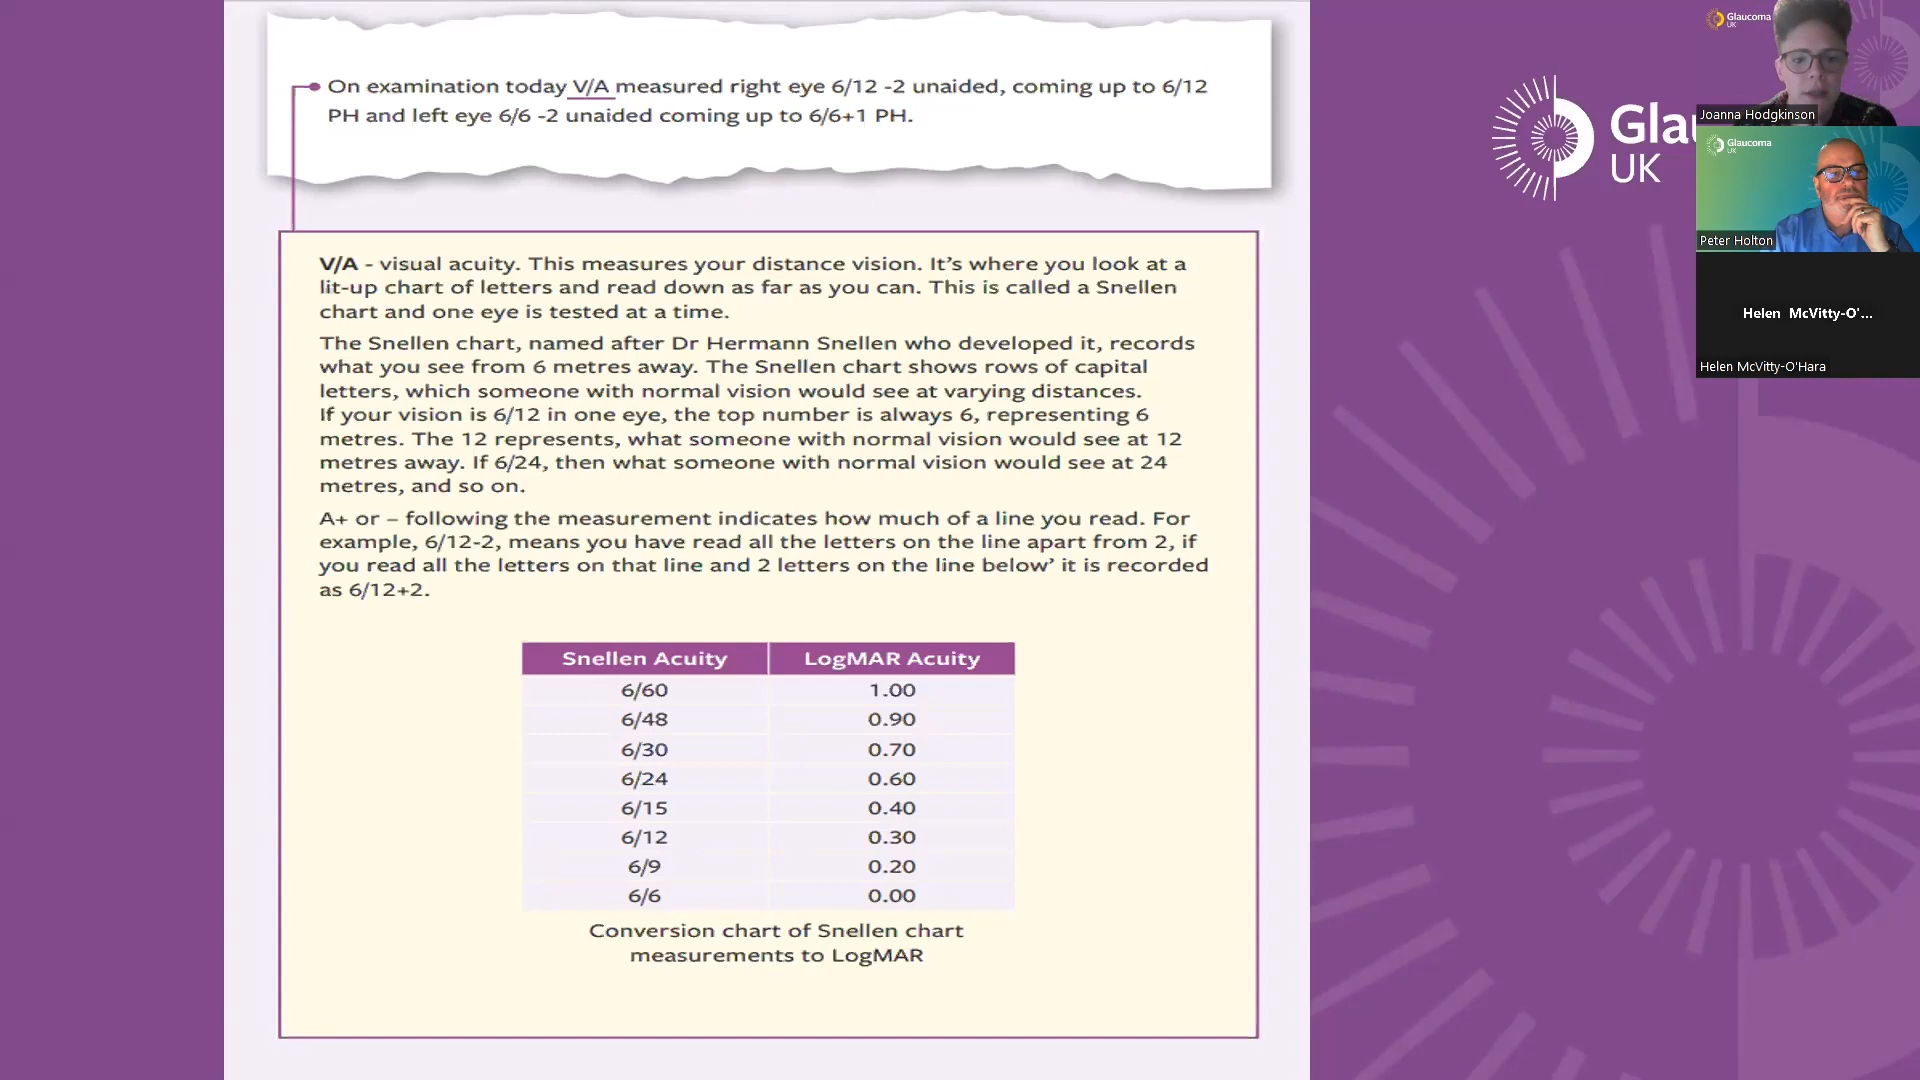 On examination today V/A measured right eye 6/12 -2 unaided, coming up to 6/12
PH and left eye 6/6 -2 unaided coming up to 6/6+1 PH.
V/A - visual acuity. This measures your distance vision. It’s where you look at a
lit-up chart of letters and read down as far as you can. This is called a Snellen
chart and one eye is tested at a time.
The Snellen chart, named after Dr Hermann Snellen who developed it, records
what you see from 6 metres away. The Snellen chart shows rows of capital
letters, which someone with normal vision would see at varying distances.
If your vision is 6/12 in one eye, the top number is always 6, representing 6
metres. The 12 represents, what someone with normal vision would see at 12
metres away. If 6/24, then what someone with normal vision would see at 24
metres, and so on.
A+ or – following the measurement indicates how much of a line you read. For
example, 6/12-2, means you have read all the letters on the line apart from 2, if
you read all the letters on that line and 2 letters on the line below’ it is recorded
as 6/12+2.
Snellen Acuity LogMAR Acuity
6/60 1.00
6/48 0.90
6/30 0.70
6/24 0.60
6/15 0.40
6/12 0.30
6/9 0.20
6/6 0.00
Conversion chart of Snellen chart
measurements to LogMAR
Glau
UK
Glaucoma
UK
Joanna Hodgkinson
Glaucoma
UK
Peter Holton
Helen McVitty-O'...
Helen McVitty-O'Hara